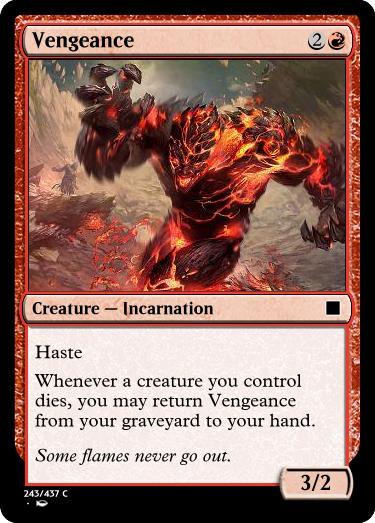 Vengeance 2
Creature — Incarnation
Haste
Whenever a creature you control
dies, you may return Vengeance
from your graveyard to your hand.
Some flames never go out.
3/2
243/437 C